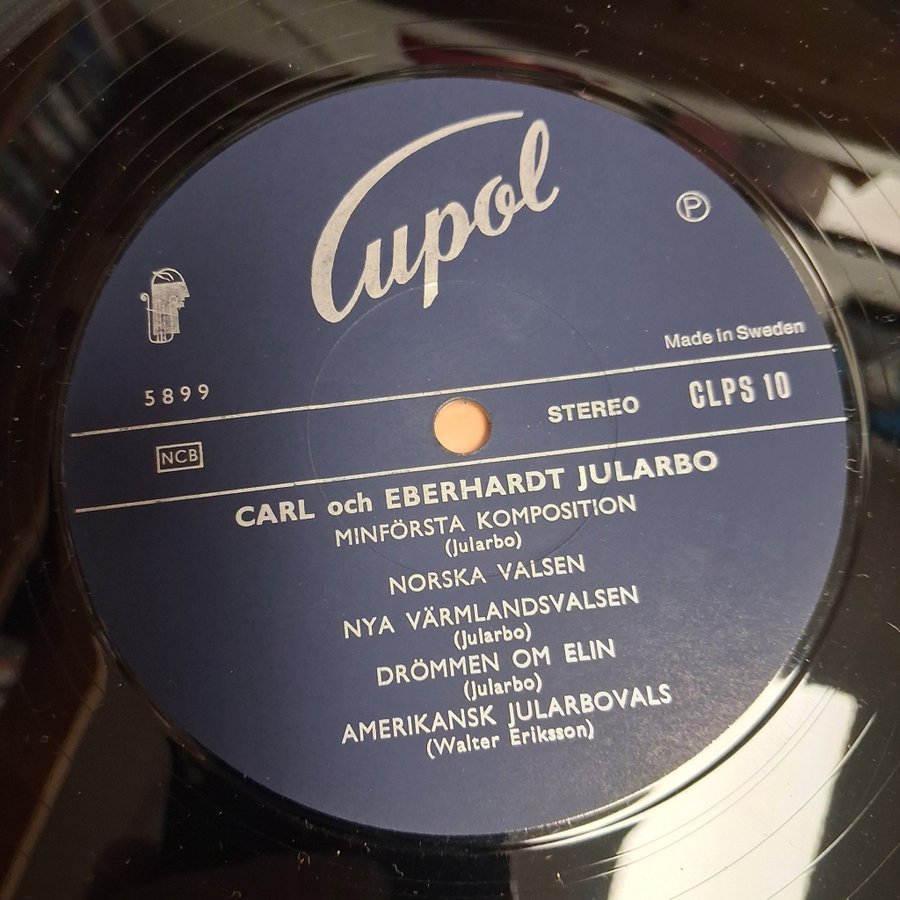 Cupol
Ⓟ
Made in Sweden
5899
STEREO
CLPS 10
NCB
CARL och EBERHARDT JULARBO
MINFÖRSTA KOMPOSITION
(Jularbo)
NORSKA VALSEN
NYA VÄRMLANDSVALSEN
(Jularbo)
DRÖMMEN OM ELIN
(Jularbo)
AMERIKANSK JULARBOVALS
(Walter Eriksson)